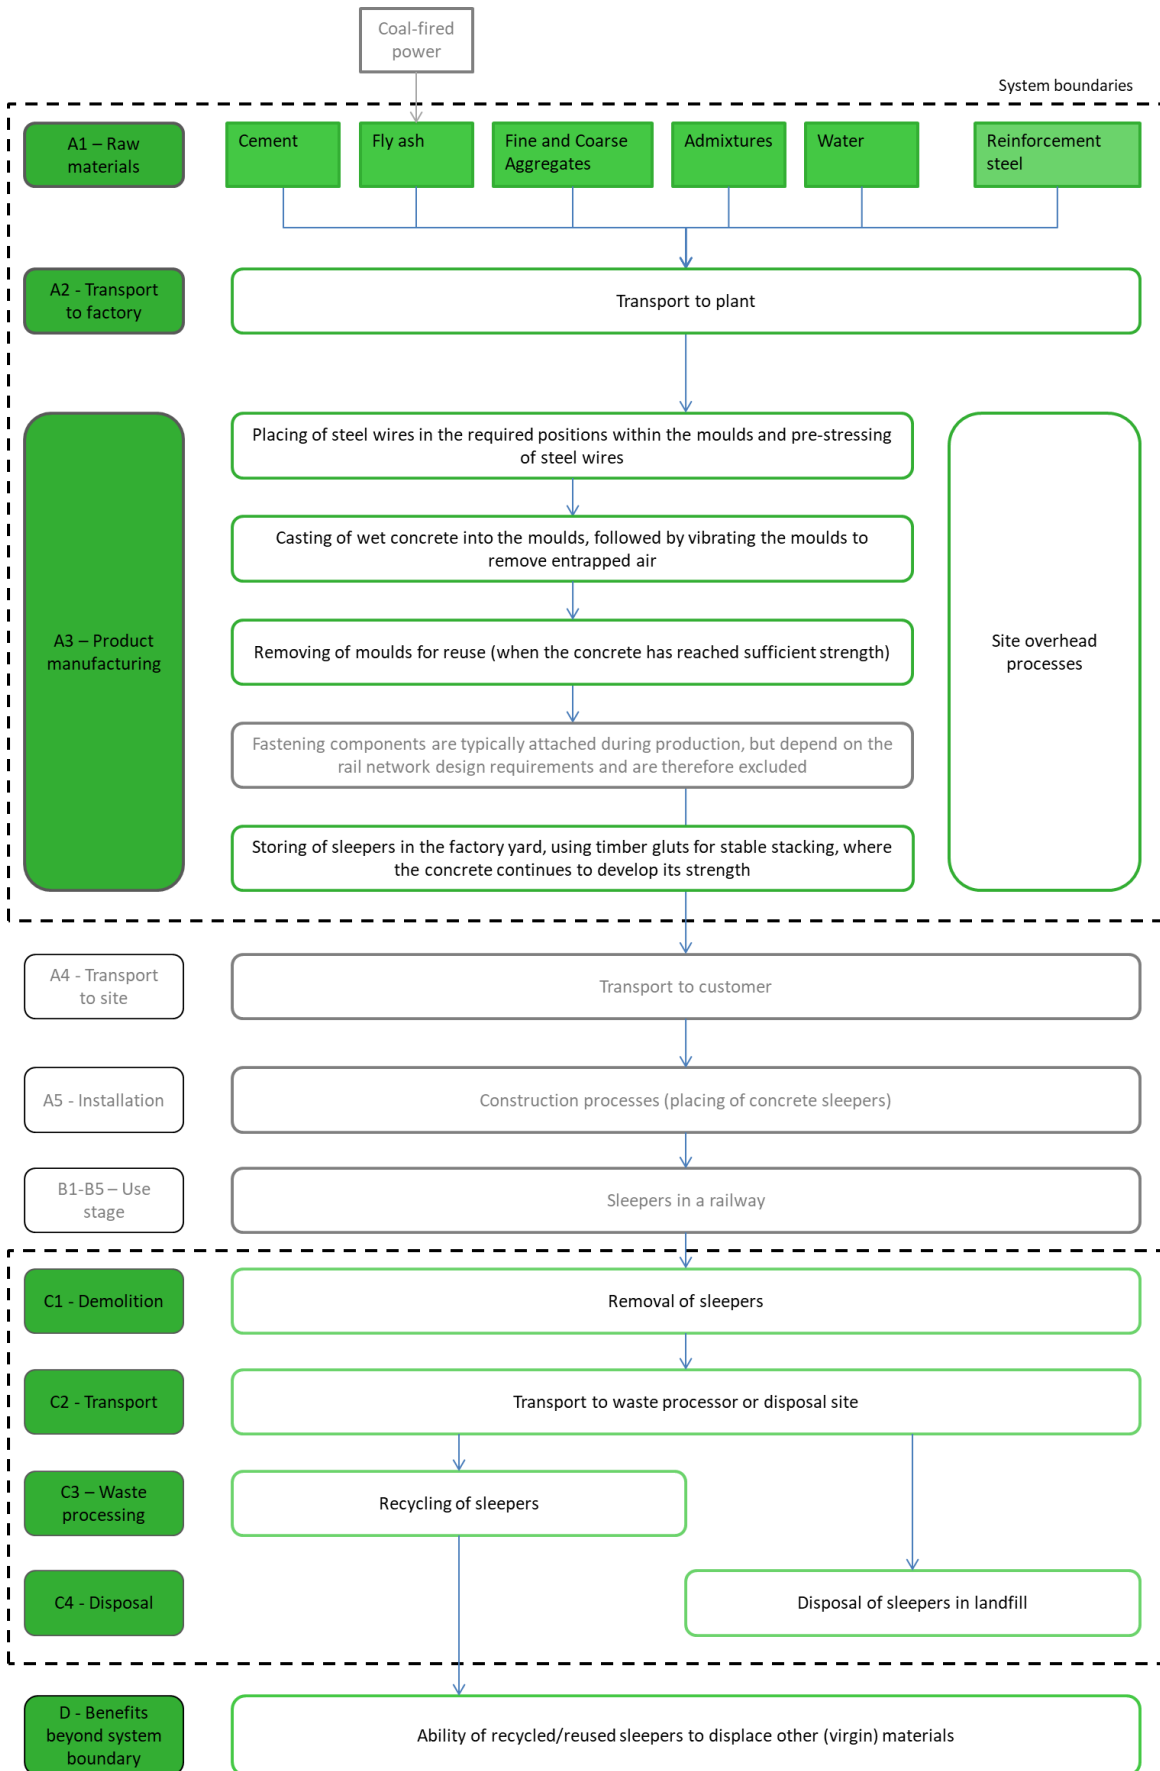 Coal-fired
power
System boundaries
A1 – Raw
materials
Cement
Fly ash
Fine and Coarse
Aggregates
Admixtures
Water
Reinforcement
steel
A2 - Transport
to factory
Transport to plant
A3 – Product
manufacturing
Placing of steel wires in the required positions within the moulds and pre-stressing
of steel wires
Casting of wet concrete into the moulds, followed by vibrating the moulds to
remove entrapped air
Removing of moulds for reuse (when the concrete has reached sufficient strength)
Fastening components are typically attached during production, but depend on the
rail network design requirements and are therefore excluded
Storing of sleepers in the factory yard, using timber gluts for stable stacking, where
the concrete continues to develop its strength
Site overhead
processes
A4 - Transport
to site
Transport to customer
A5 - Installation
Construction processes (placing of concrete sleepers)
B1-B5 – Use
stage
Sleepers in a railway
C1 - Demolition
Removal of sleepers
C2 - Transport
Transport to waste processor or disposal site
C3 – Waste
processing
Recycling of sleepers
C4 - Disposal
Disposal of sleepers in landfill
D - Benefits
beyond system
boundary
Ability of recycled/reused sleepers to displace other (virgin) materials